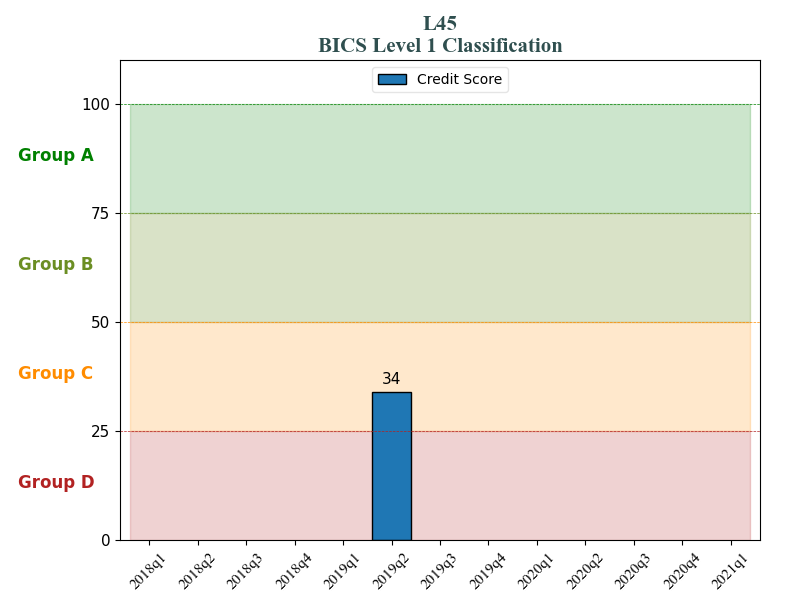 L45
BICS Level 1 Classification
Credit Score
100
Group A
75
Group B
50
Group C
34
25
Group D
0
2018q1 2018q2 2018q3 2018q4 2019q1 2019q2 2019q3 2019q4 2020q1 2020q2 2020q3 2020q4 2021q1